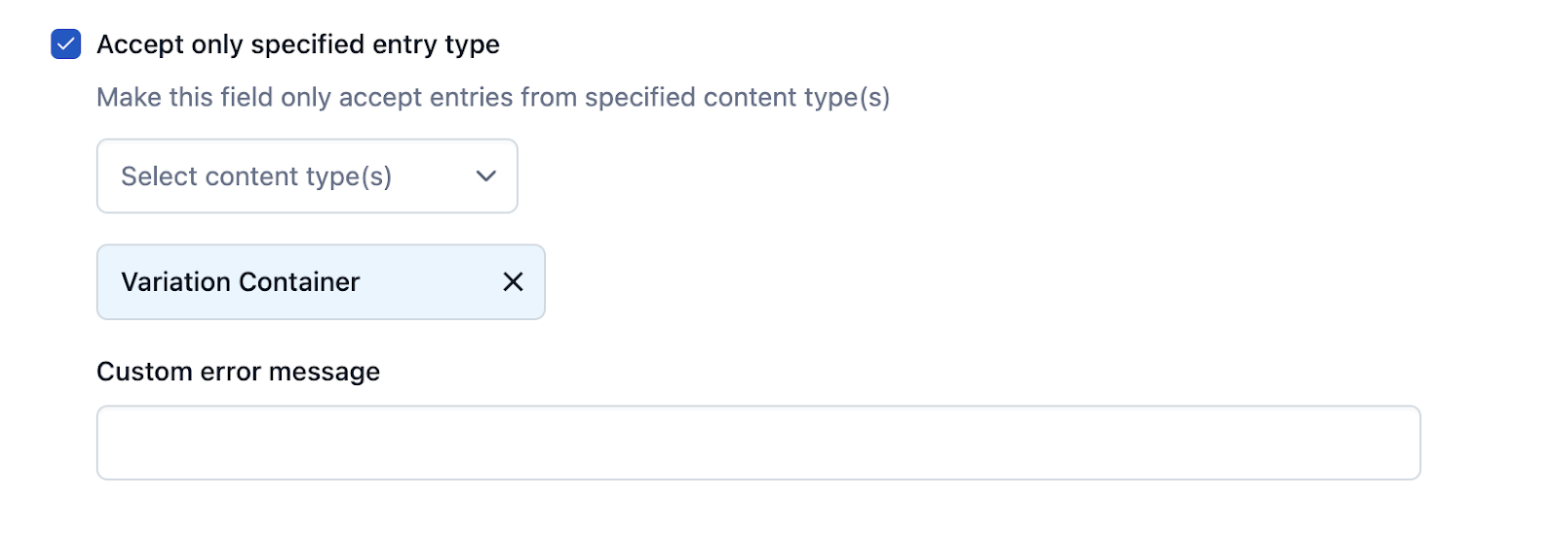 Accept only specified entry type
Make this field only accept entries from specified content type(s)
Select content type(s)
Variation Container
Custom error message